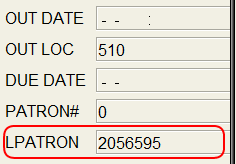 OUT DATE - - :
OUT LOC 510
DUE DATE - -
PATRON# 0
LPATRON 2056595